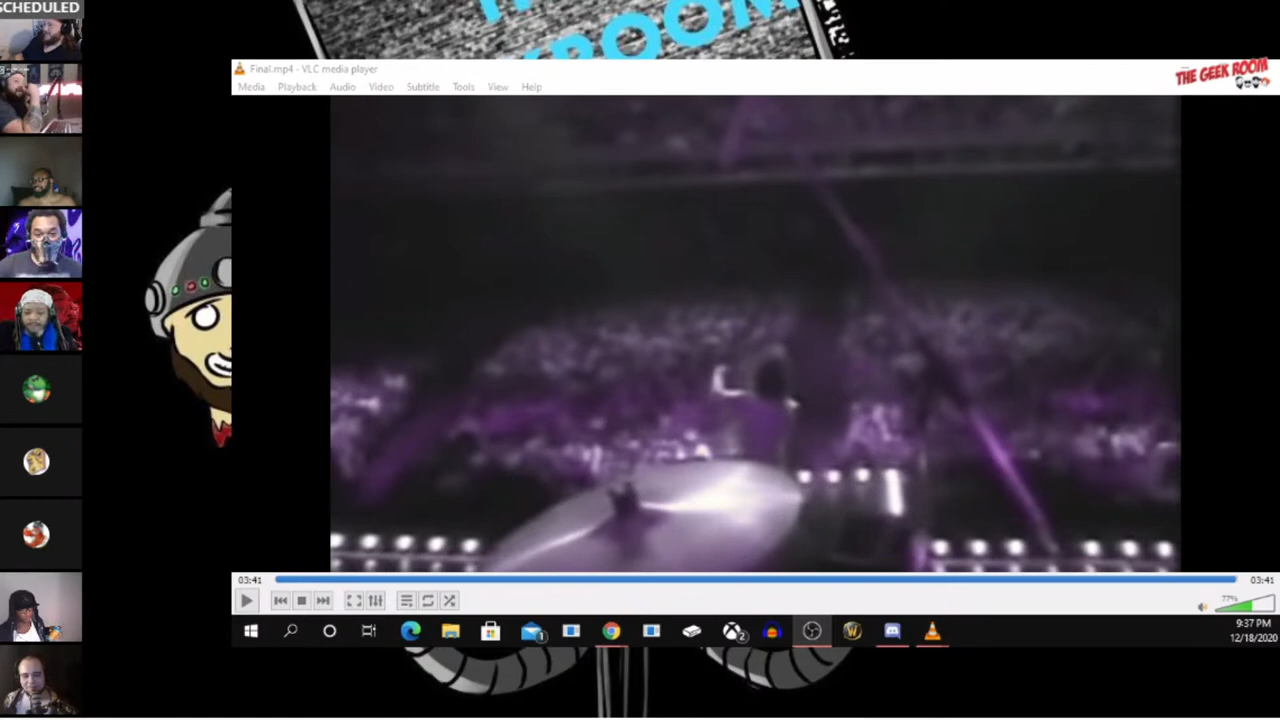 SCHEDULED
Final.mp4 - VLC media player
THE GEEK ROOM
Media Playback Audio Video Subtitle Tools View Help
03:41
03:41
77%
9:37 PM
12/18/2020